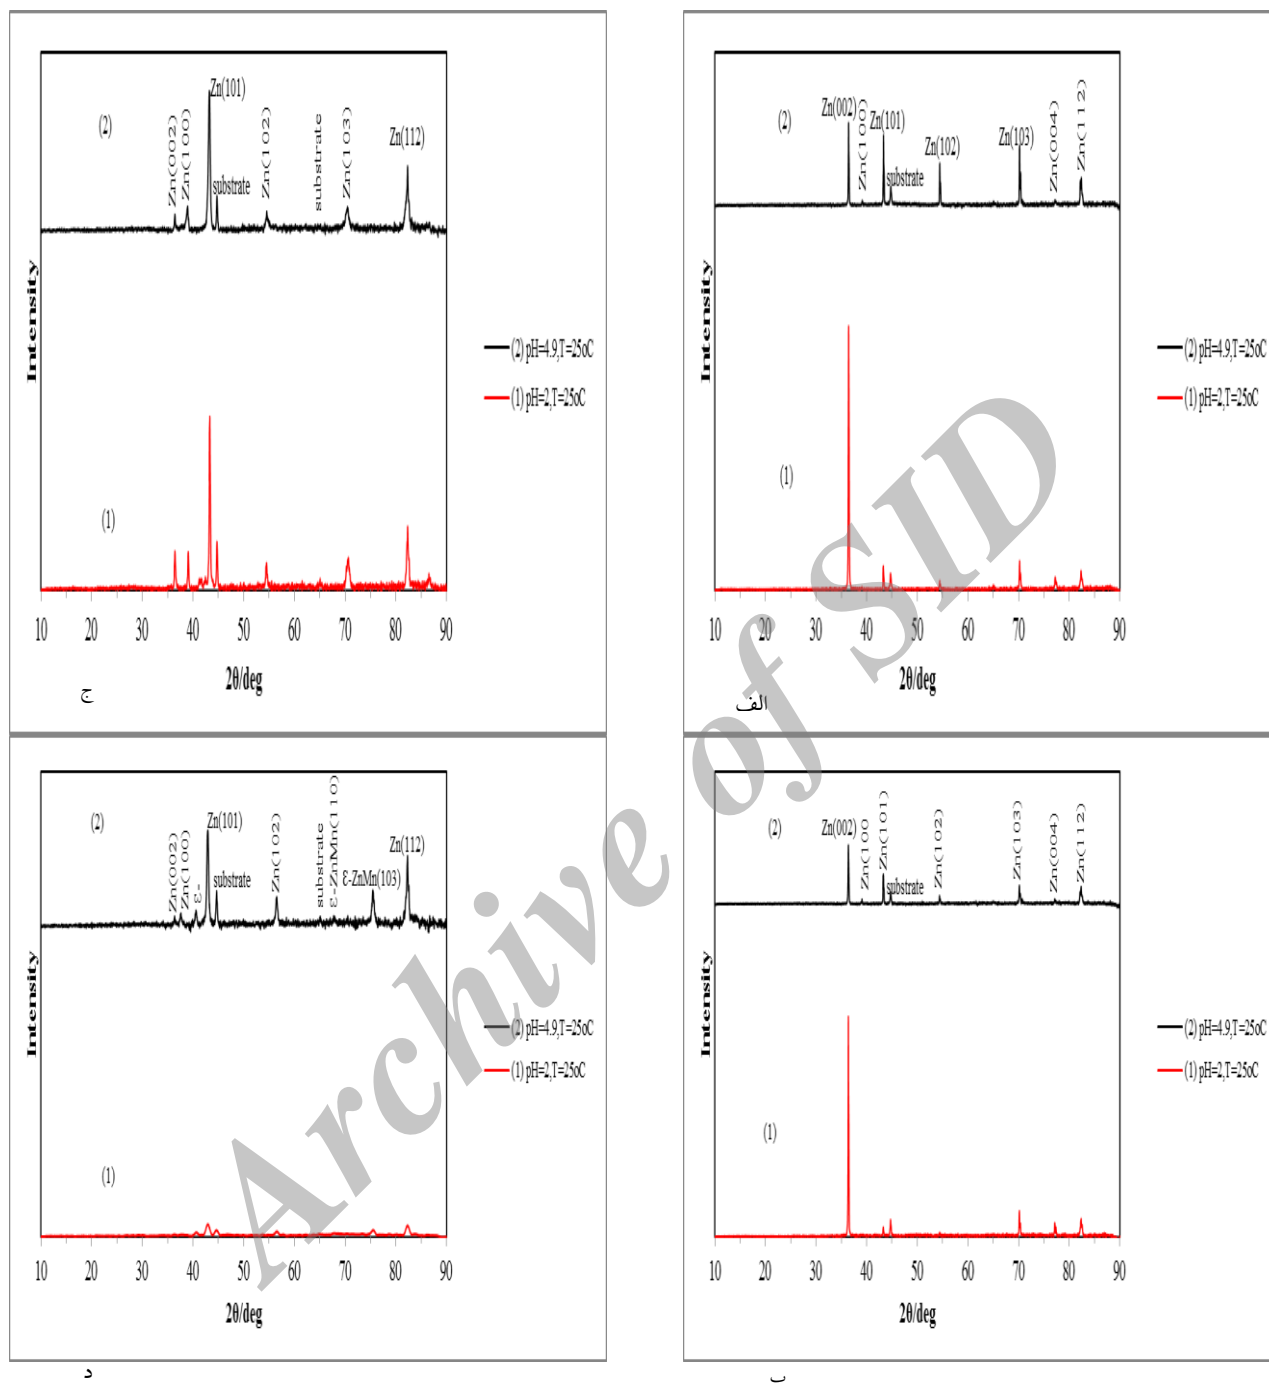 Zn(101)
(2)
Zn(002)
Zn(100)
substrate
Zn(102)
substrate
Zn(103)
Zn(112)
Intensity
(2) pH=4.9,T=25oC
(1) pH=2,T=25oC
(1)
10 20 30 40 50 60 70 80 90
2θ/deg
ج
Zn(002)
(2)
Zn(100)
Zn(101)
substrate
Zn(102)
Zn(103)
Zn(004)
Zn(112)
Intensity
(2) pH=4.9,T=25oC
(1) pH=2,T=25oC
(1)
10 20 30 40 50 60 70 80 90
2θ/deg
الف
(2)
Zn(002)
Zn(100)
ε-
Zn(101)
substrate
Zn(102)
substrate
ε-ZnMn(110)
ε-ZnMn(103)
Zn(112)
Intensity
(2) pH=4.9,T=25oC
(1) pH=2,T=25oC
(1)
10 20 30 40 50 60 70 80 90
2θ/deg
د
(2)
Zn(002)
Zn(100
Zn(101)
substrate
Zn(102)
Zn(103)
Zn(004)
Zn(112)
Intensity
(2) pH=4.9,T=25oC
(1) pH=2,T=25oC
(1)
10 20 30 40 50 60 70 80 90
2θ/deg
ب
Archive of SID